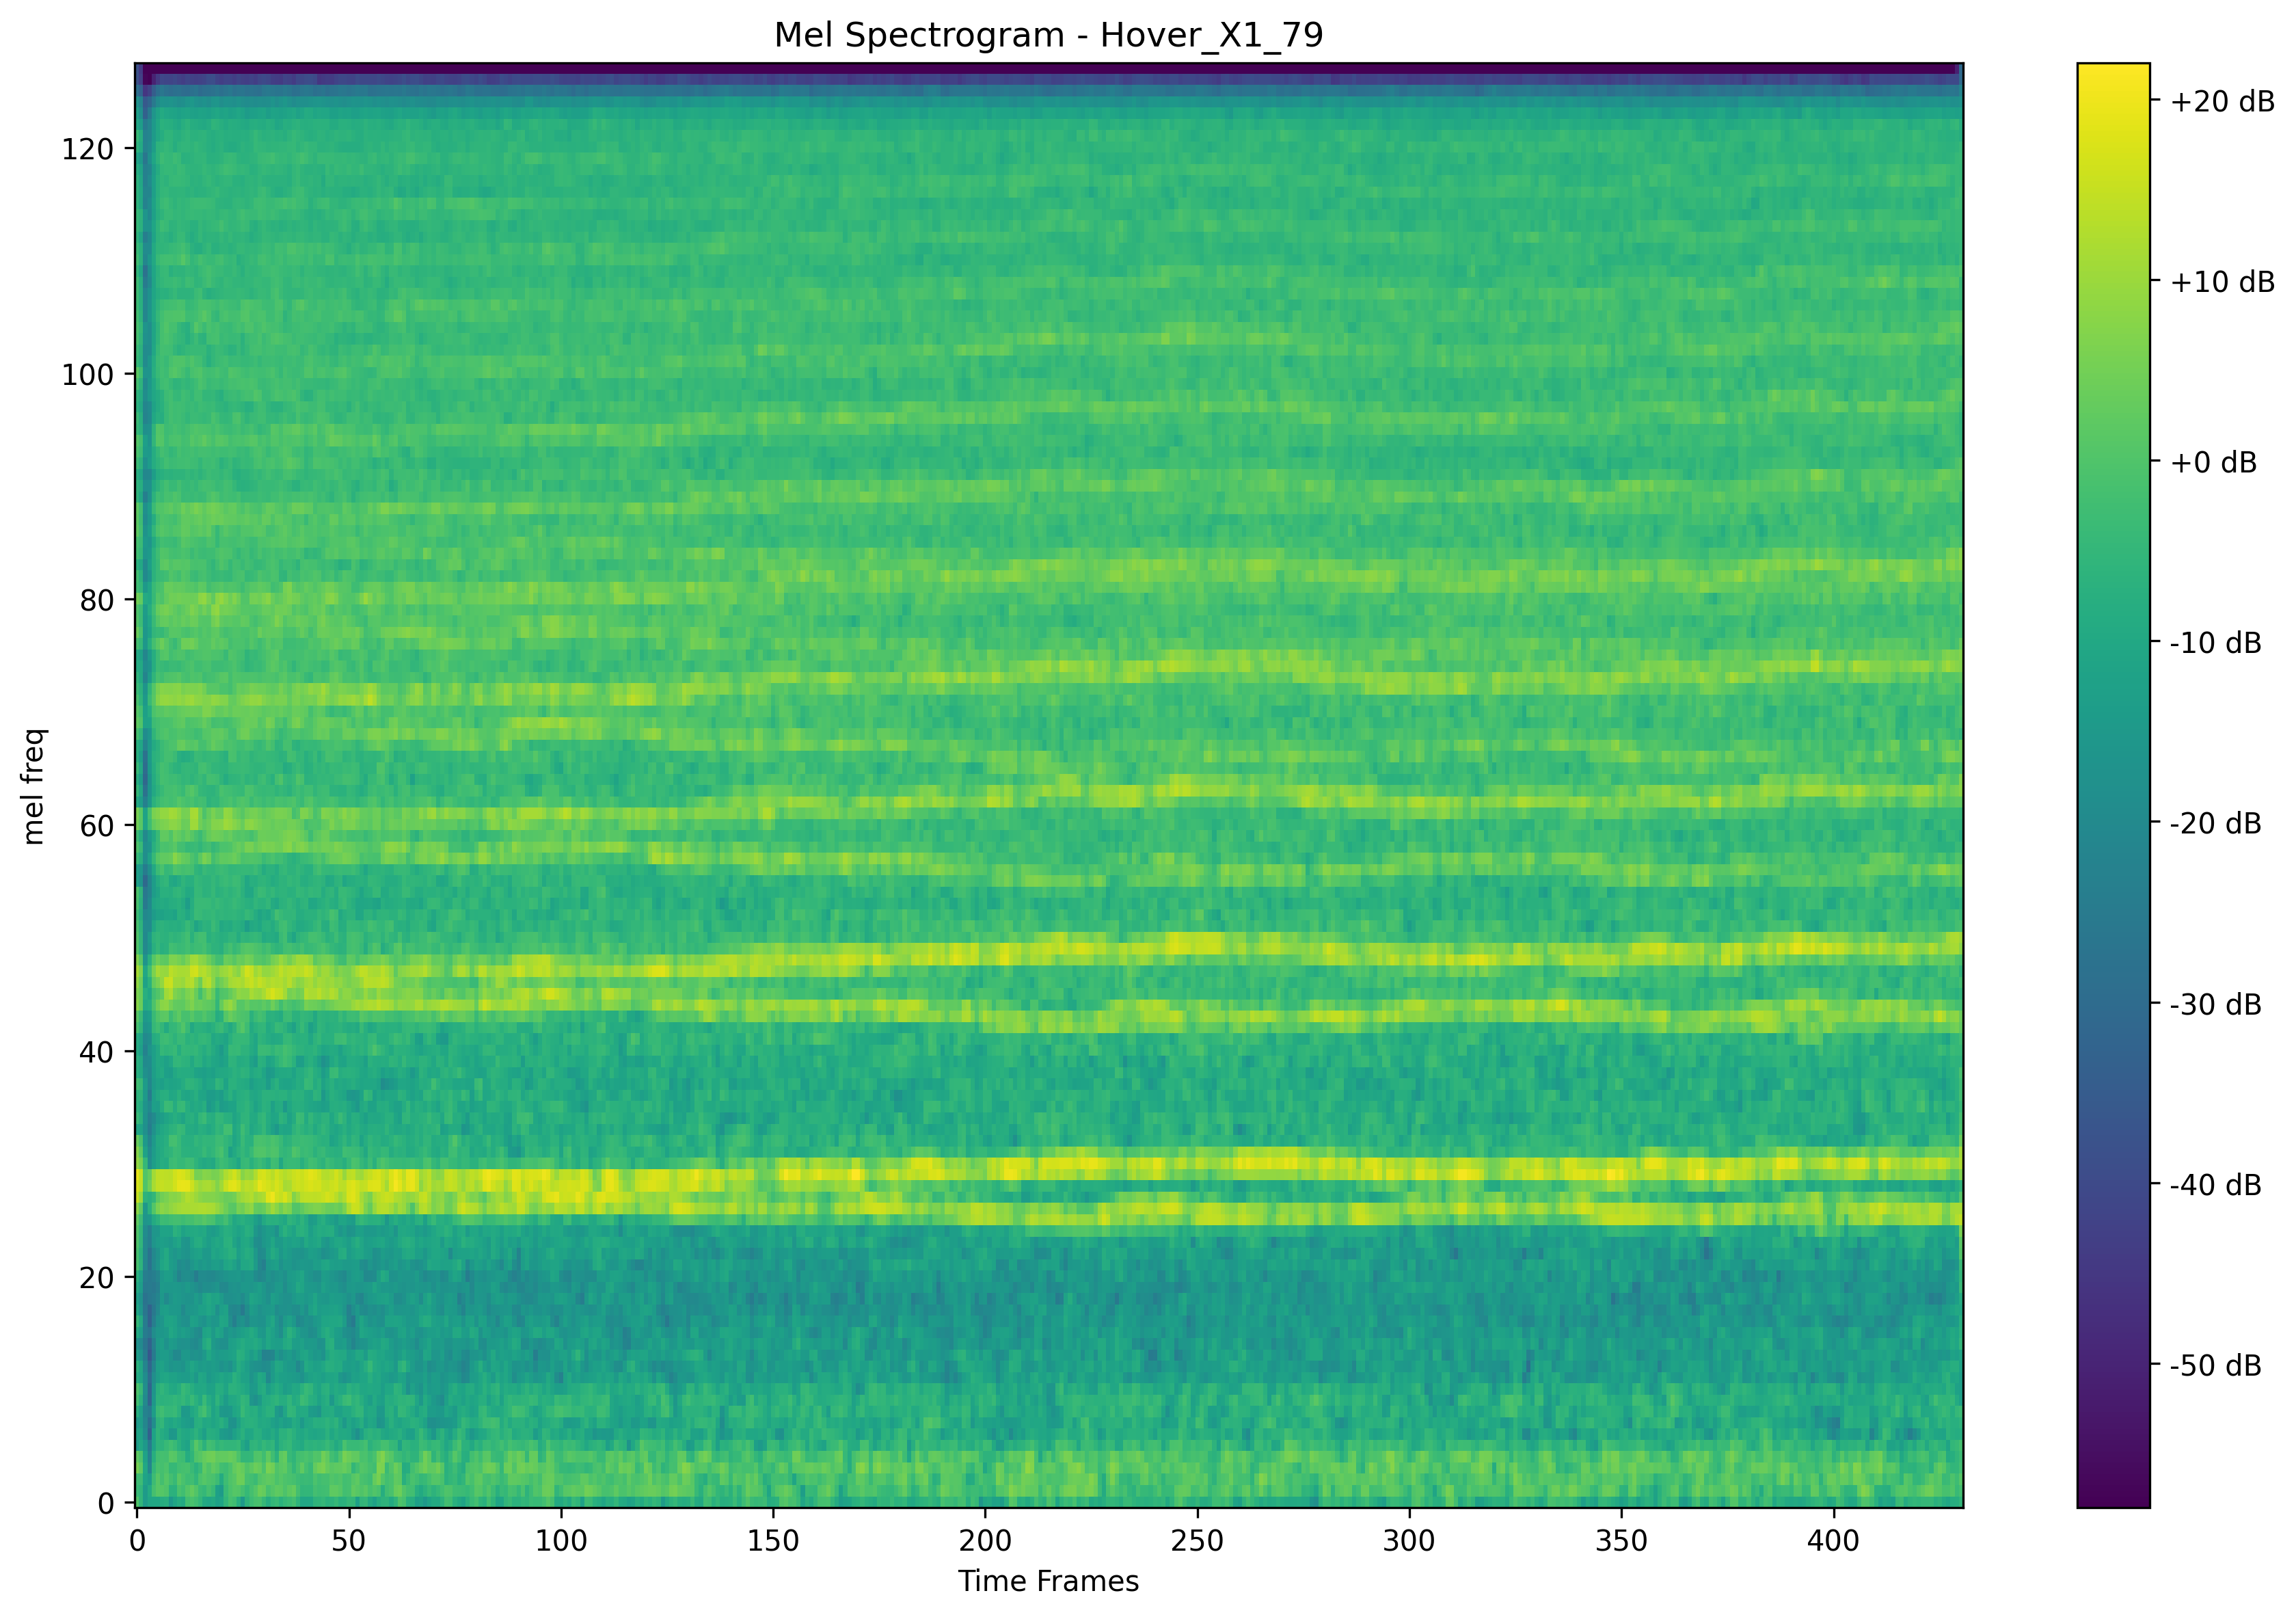 Mel Spectrogram - Hover_X1_79
mel freq
120
100
80
60
40
20
0
0 50 100 150 200 250 300 350 400
Time Frames
+20 dB
+10 dB
+0 dB
-10 dB
-20 dB
-30 dB
-40 dB
-50 dB